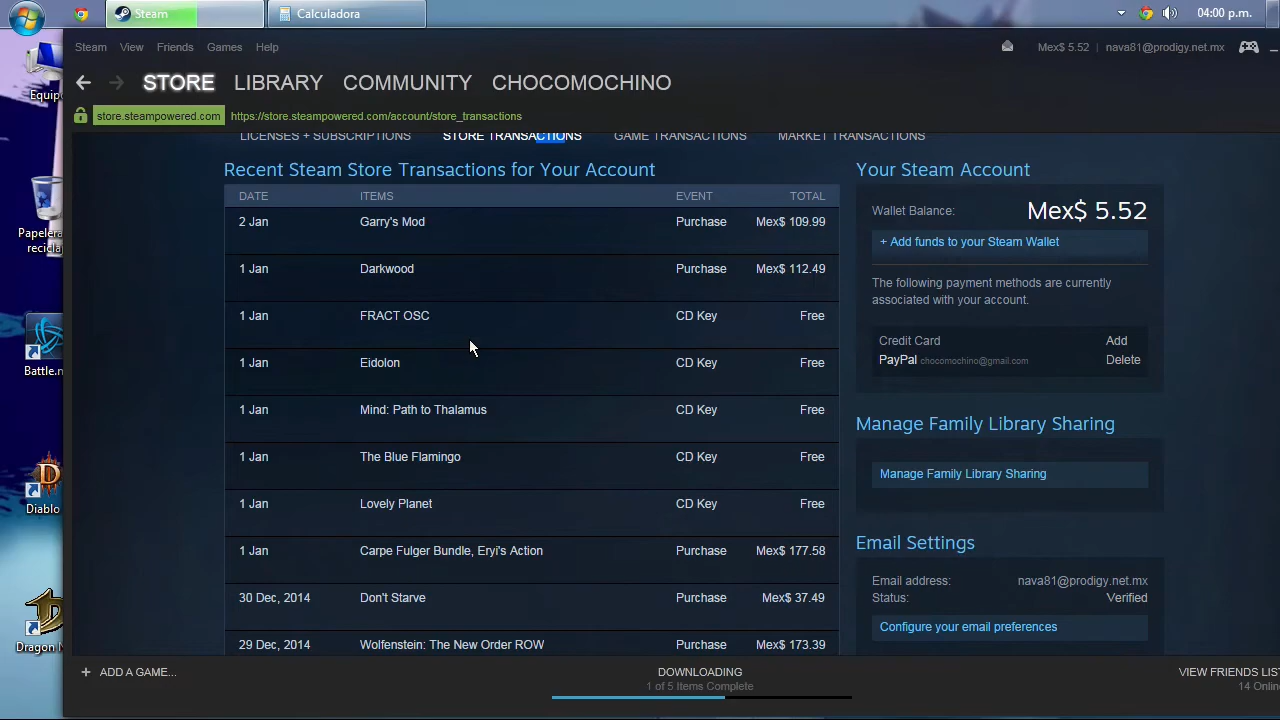 Steam
Calculadora
04:00 p.m.
Steam View Friends Games Help
Mex$ 5.52 | nava81@prodigy.net.mx
STORE LIBRARY COMMUNITY CHOCOMOCHINO
store.steampowered.com https://store.steampowered.com/account/store_transactions
LICENSES + SUBSCRIPTIONS STORE TRANSACTIONS GAME TRANSACTIONS MARKET TRANSACTIONS
Recent Steam Store Transactions for Your Account
DATE ITEMS EVENT TOTAL
2 Jan Garry's Mod Purchase Mex$ 109.99
1 Jan Darkwood Purchase Mex$ 112.49
1 Jan FRACT OSC CD Key Free
1 Jan Eidolon CD Key Free
1 Jan Mind: Path to Thalamus CD Key Free
1 Jan The Blue Flamingo CD Key Free
1 Jan Lovely Planet CD Key Free
1 Jan Carpe Fulger Bundle, Eryi's Action Purchase Mex$ 177.58
30 Dec, 2014 Don't Starve Purchase Mex$ 37.49
29 Dec, 2014 Wolfenstein: The New Order ROW Purchase Mex$ 173.39
Your Steam Account
Wallet Balance: Mex$ 5.52
+ Add funds to your Steam Wallet
The following payment methods are currently
associated with your account.
Credit Card Add
PayPal chocomochino@gmail.com Delete
Manage Family Library Sharing
Manage Family Library Sharing
Email Settings
Email address: nava81@prodigy.net.mx
Status: Verified
Configure your email preferences
+ ADD A GAME...
DOWNLOADING
1 of 5 Items Complete
VIEW FRIENDS LIST
14 Online
Equip
Papelera
recicla
Battle.n
Diablo
Dragon N